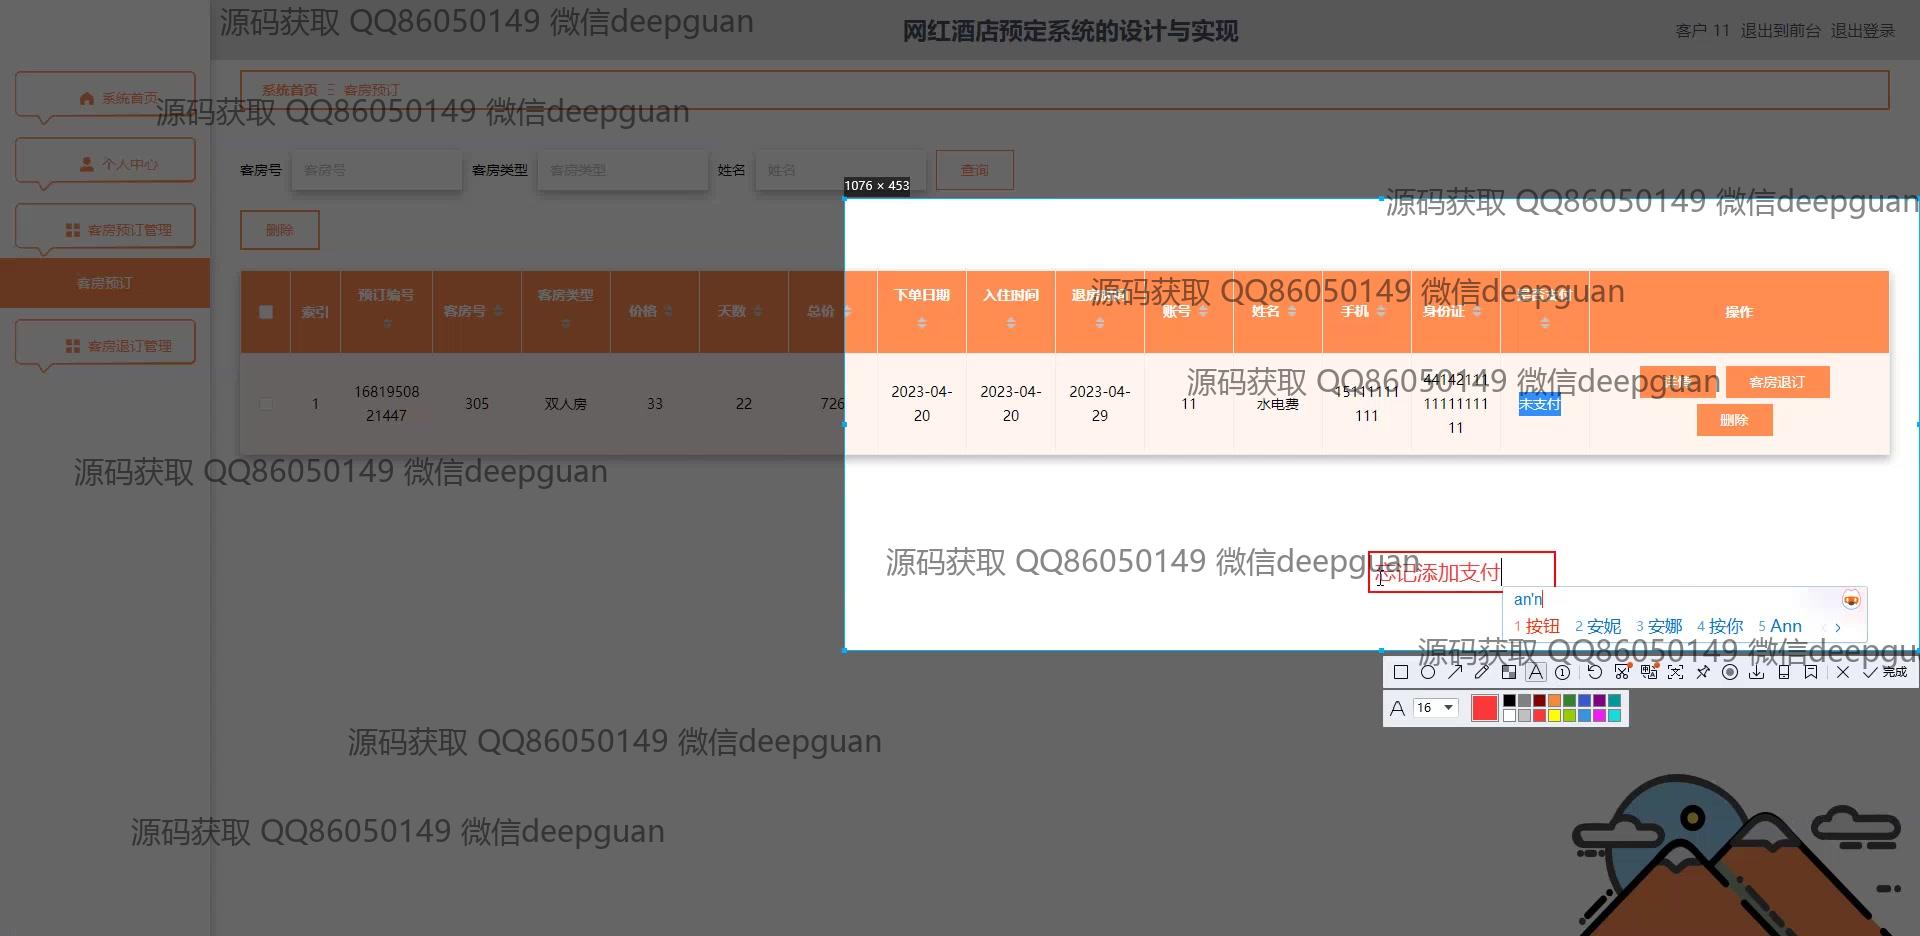 源码获取 QQ86050149 微信deepguan
网红酒店预定系统的设计与实现
客户 11 退出到前台 退出登录
系统首页
系统首页 客房预订
源码获取 QQ86050149 微信deepguan
个人中心
客房号 客房号 客房类型 客房类型 姓名 姓名 查询
1076 × 453
源码获取 QQ86050149 微信deepguan
客房预订管理
删除
客房预订
索引 预订编号 客房号 客房类型 价格 天数 总价 下单日期 入住时间 账号 姓名 手机 身份证 是否支付 操作
源码获取 QQ86050149 微信deepguan
客房退订管理
源码获取 QQ86050149 微信deepguan
1 16819508 305 双人房 33 22 726 2023-04- 2023-04- 2023-04- 11 水电费 15111111 44142111 未支付 客房退订
21447 20 20 29 111 11111111
11
删除
源码获取 QQ86050149 微信deepguan
源码获取 QQ86050149 微信deepguan
忘记添加支付
an'n
1 按钮 2 安妮 3 安娜 4 按你 5 Ann
源码获取 QQ86050149 微信deepgu
完成
A 16
源码获取 QQ86050149 微信deepguan
源码获取 QQ86050149 微信deepguan